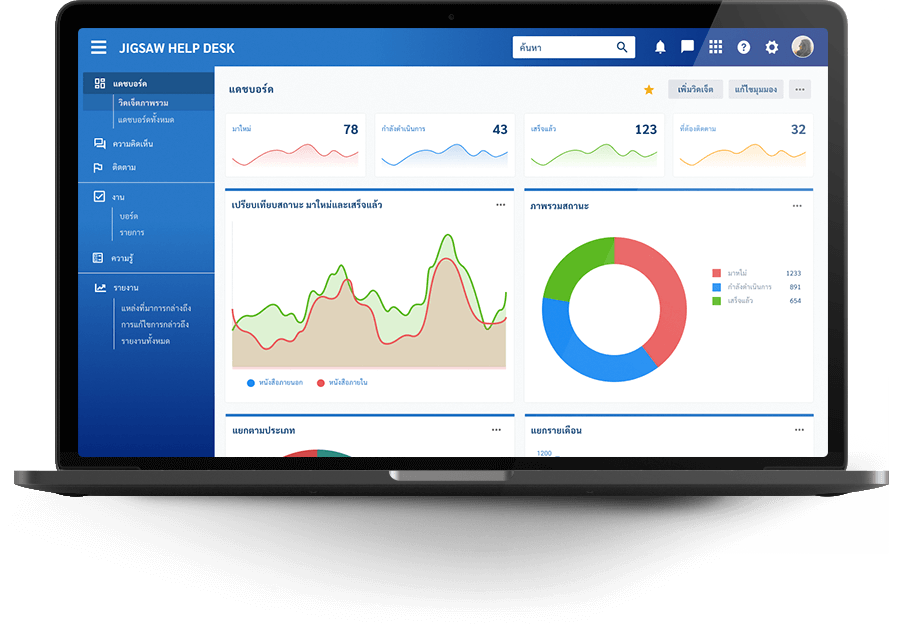 JIGSAW HELP DESK
ค้นหา
แดชบอร์ด
วิดเจ็ตภาพรวม
แดชบอร์ดทั้งหมด
ความคิดเห็น
ติดตาม
งาน
บอร์ด
รายการ
ความรู้
รายงาน
แหล่งที่มาการกล่าวถึง
การแก้ไขการกล่าวถึง
รายงานทั้งหมด
แดชบอร์ด
เพิ่มวิดเจ็ต
แก้ไขมุมมอง
มาใหม่ 78
กำลังดำเนินการ 43
เสร็จแล้ว 123
ที่ต้องติดตาม 32
เปรียบเทียบสถานะ มาใหม่และเสร็จแล้ว
หนังสือภายนอก หนังสือภายใน
ภาพรวมสถานะ
มาหใม่ 1233
กำลังดำเนินการ 891
เสร็จแล้ว 654
แยกตามประเภท
แยกรายเดือน
1200